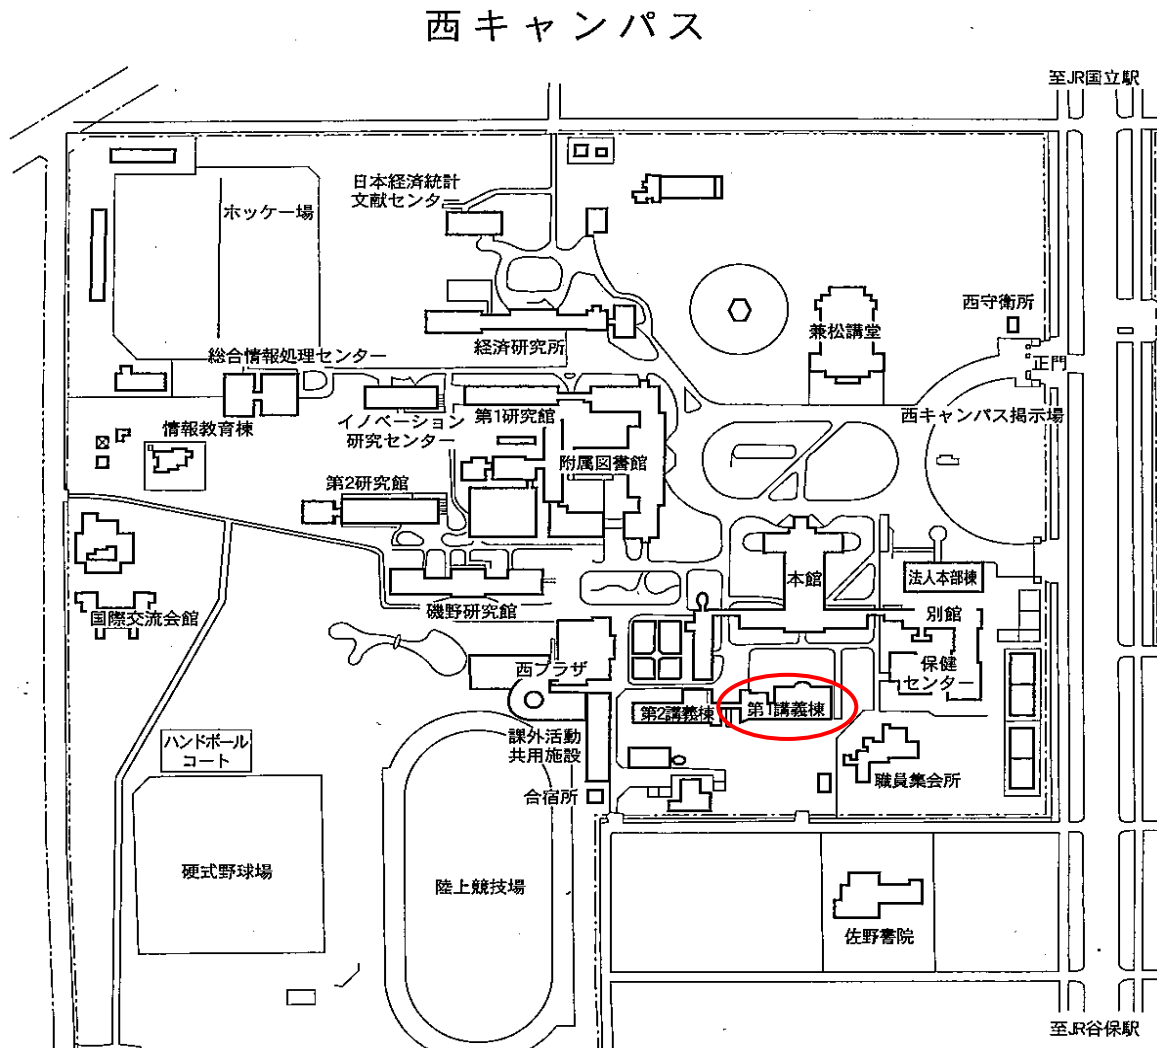 西キャンパス
至JR国立駅
日本経済統計
文献センター
ホッケー場
西守衛所
兼松講堂
経済研究所
総合情報処理センター
正門
第1研究館
西キャンパス掲示場
イノベーション
研究センター
情報教育棟
附属図書館
第2研究館
本館
法人本部棟
磯野研究館
別館
国際交流会館
保健
センター
西プラザ
第2講義棟
第1講義棟
課外活動
共用施設
ハンドボール
コート
職員集会所
合宿所
硬式野球場
陸上競技場
佐野書院
至JR谷保駅